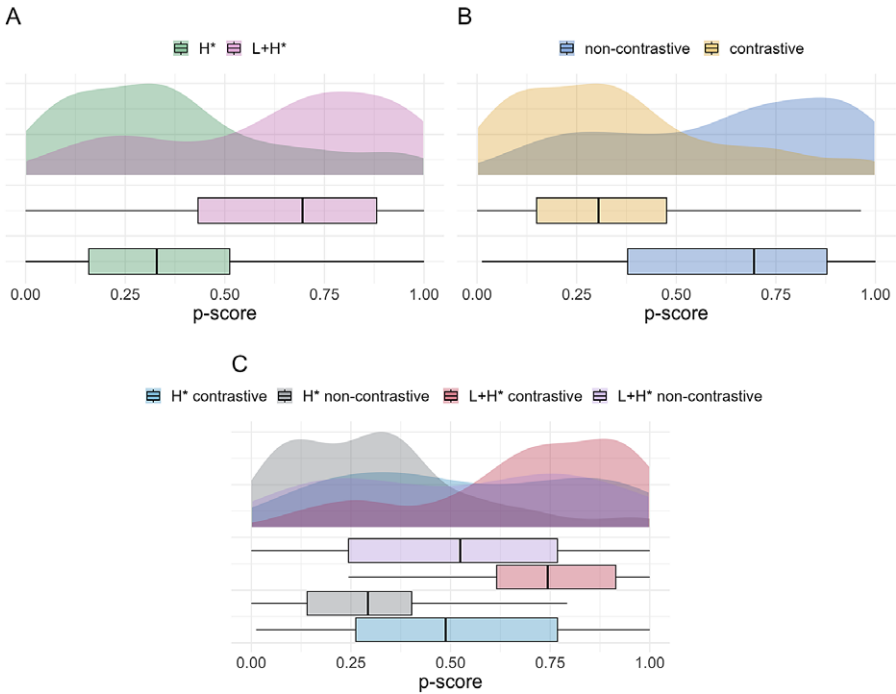 A
H* L+H*
0.00 0.25 0.50 0.75 1.00
p-score
B
non-contrastive contrastive
0.00 0.25 0.50 0.75 1.00
p-score
C
H* contrastive H* non-contrastive L+H* contrastive L+H* non-contrastive
0.00 0.25 0.50 0.75 1.00
p-score